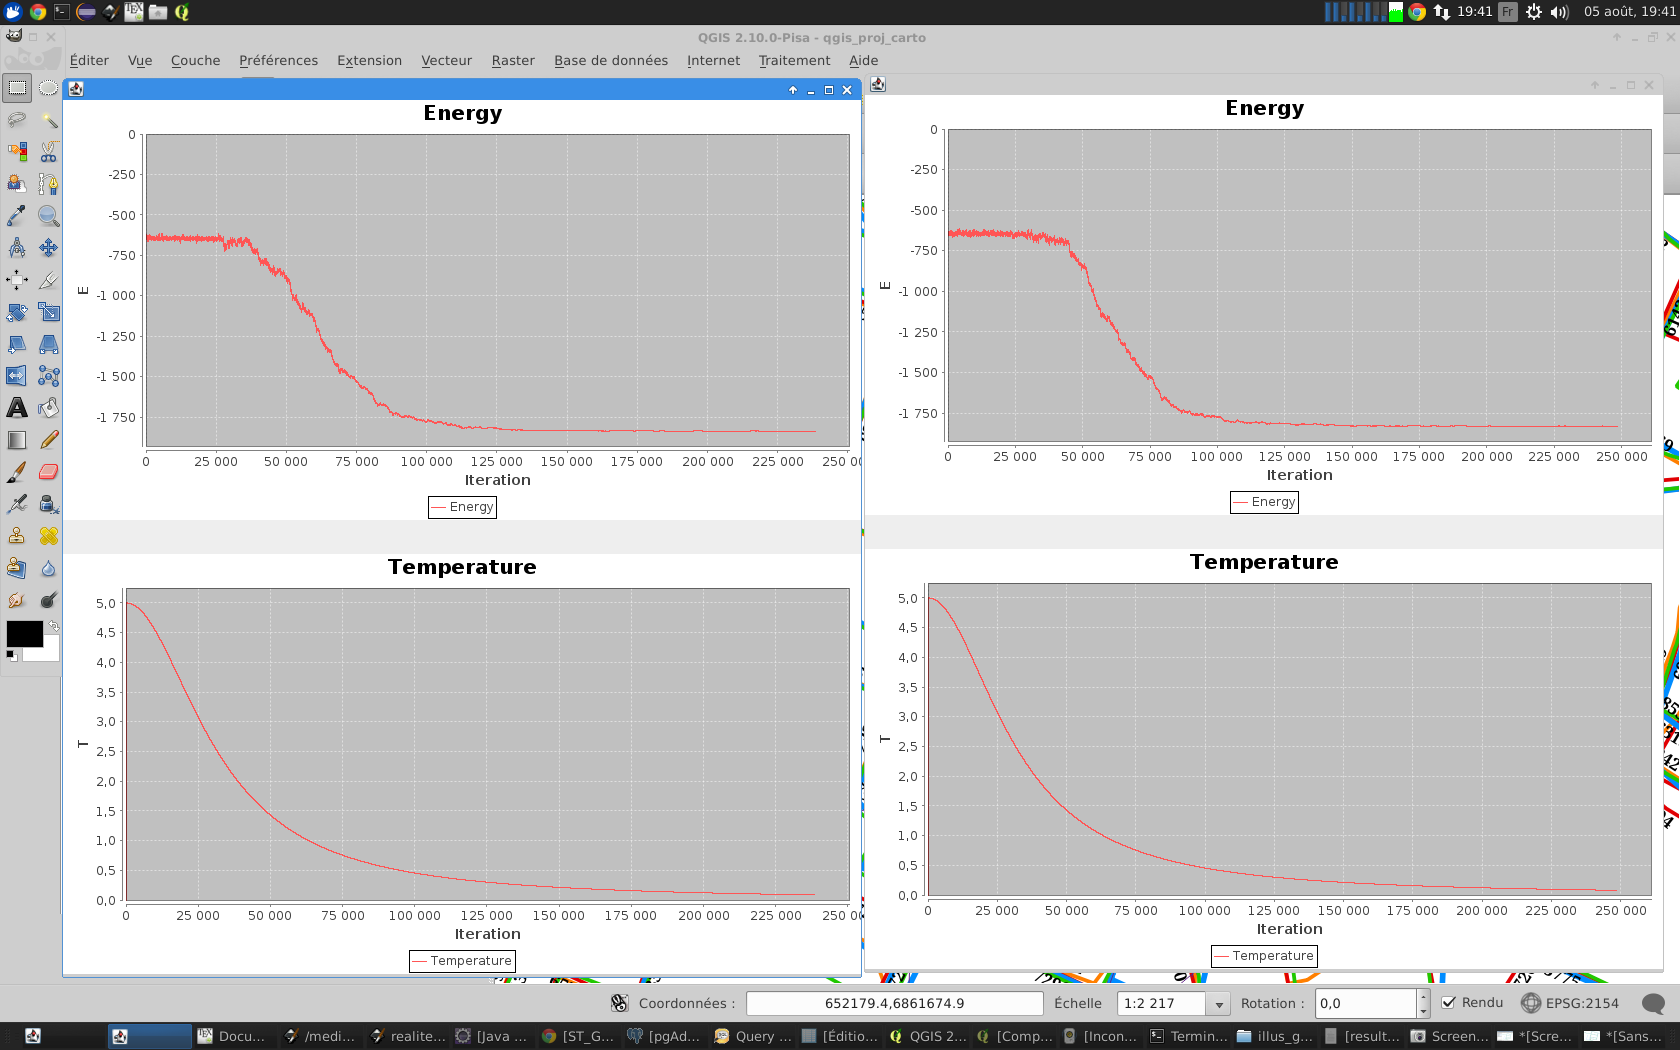 19:41 Fr 05 août, 19:41
QGIS 2.10.0-Pisa - qgis_proj_carto
Éditer Vue Couche Préférences Extension Vecteur Raster Base de données Internet Traitement Aide
Energy
0
-250
-500
-750
-1 000
-1 250
-1 500
-1 750
E
0 25 000 50 000 75 000 100 000 125 000 150 000 175 000 200 000 225 000 250 0
Iteration
Energy
Temperature
5,0
4,5
4,0
3,5
3,0
2,5
2,0
1,5
1,0
0,5
0,0
T
0 25 000 50 000 75 000 100 000 125 000 150 000 175 000 200 000 225 000 250 0
Iteration
Temperature
Energy
0
-250
-500
-750
-1 000
-1 250
-1 500
-1 750
E
0 25 000 50 000 75 000 100 000 125 000 150 000 175 000 200 000 225 000 250 000
Iteration
Energy
Temperature
5,0
4,5
4,0
3,5
3,0
2,5
2,0
1,5
1,0
0,5
0,0
T
0 25 000 50 000 75 000 100 000 125 000 150 000 175 000 200 000 225 000 250 000
Iteration
Temperature
Coordonnées : 652179.4,6861674.9 Échelle 1:2 217 Rotation : 0,0 Rendu EPSG:2154
Docu... /medi... realite... [Java ... [ST_G... [pgAd... Query ... [Éditio... QGIS 2... [Comp... [Incon... Termin... illus_g... [result... Screen... *[Scre... *[Sans...